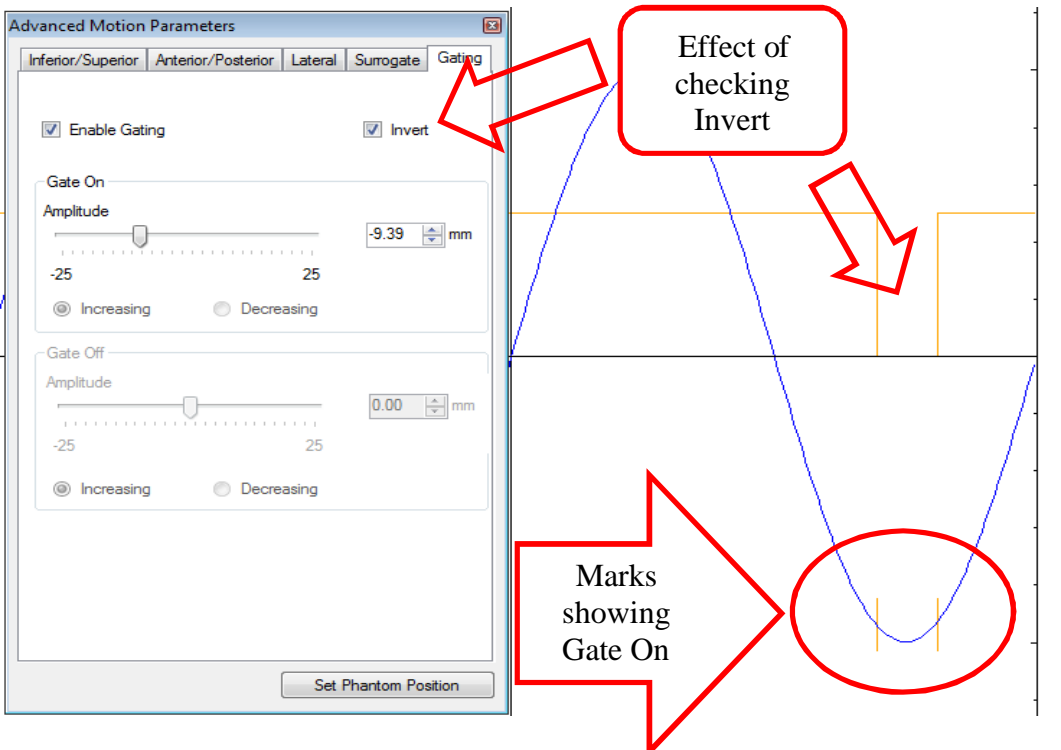 Advanced Motion Parameters
Inferior/Superior Anterior/Posterior Lateral Surrogate Gating
Enable Gating Invert
Gate On
Amplitude
-9.39 mm
-25 25
Increasing Decreasing
Gate Off
Amplitude
0.00 mm
-25 25
Increasing Decreasing
Set Phantom Position
Effect of
checking
Invert
Marks
showing
Gate On